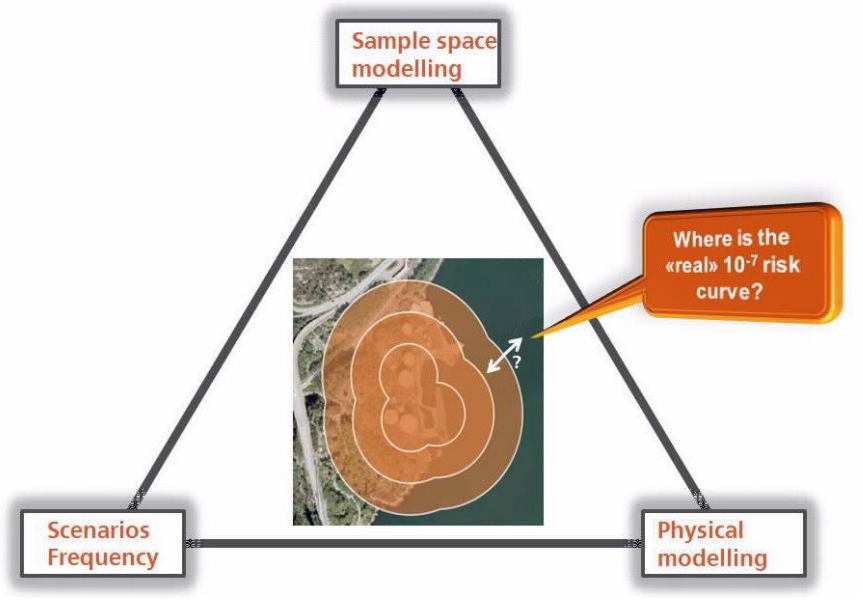 Sample space
modelling
Where is the
«real» 10⁻⁷ risk
curve?
?
Scenarios
Frequency
Physical
modelling